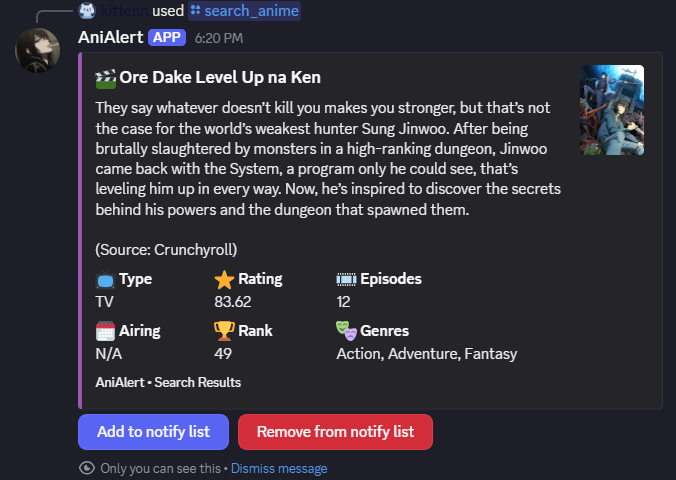 kittenn used search_anime
AniAlert APP 6:20 PM
Ore Dake Level Up na Ken
They say whatever doesn't kill you makes you stronger, but that's not
the case for the world's weakest hunter Sung Jinwoo. After being
brutally slaughtered by monsters in a high-ranking dungeon, Jinwoo
came back with the System, a program only he could see, that's
leveling him up in every way. Now, he's inspired to discover the secrets
behind his powers and the dungeon that spawned them.
(Source: Crunchyroll)
Type Rating Episodes
TV 83.62 12
Airing Rank Genres
N/A 49 Action, Adventure, Fantasy
AniAlert • Search Results
Add to notify list Remove from notify list
Only you can see this • Dismiss message